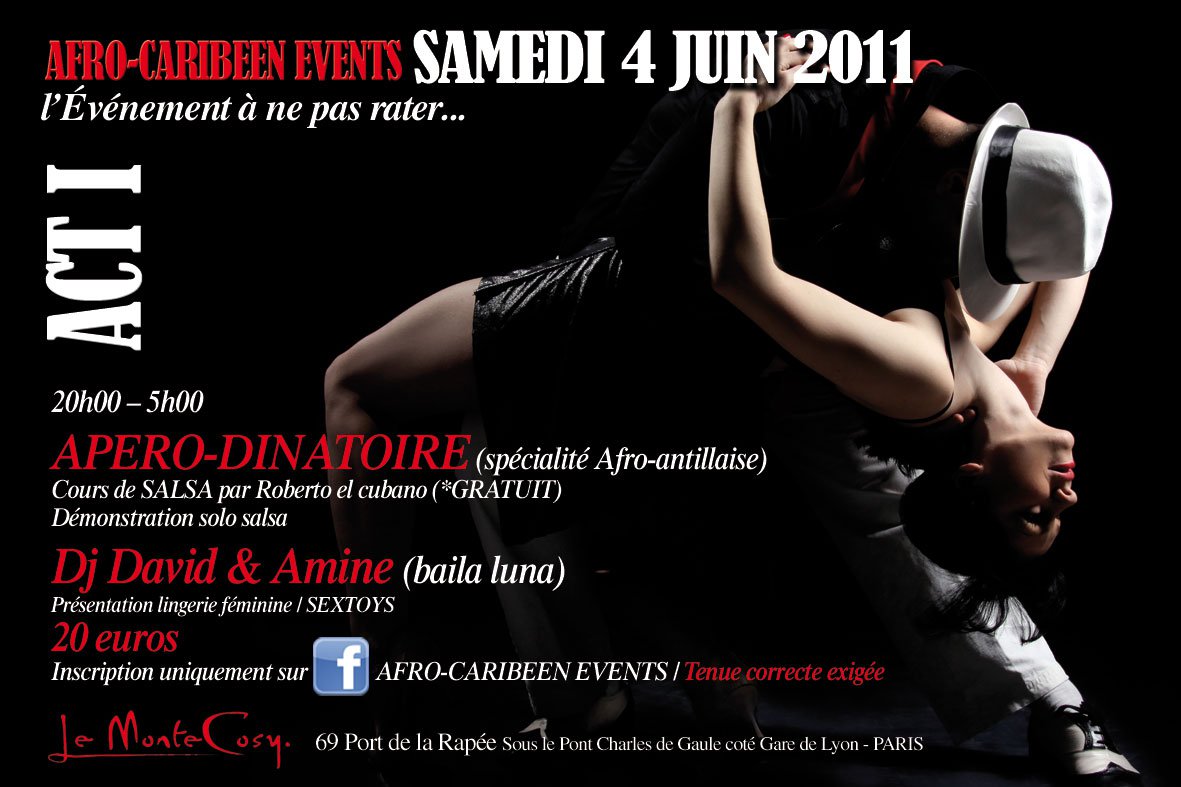 AFRO-CARIBEEN EVENTS SAMEDI 4 JUIN 2011
l'Événement à ne pas rater...
ACT I
20h00 – 5h00
APERO-DINATOIRE (spécialité Afro-antillaise)
Cours de SALSA par Roberto el cubano (*GRATUIT)
Démonstration solo salsa
Dj David & Amine (baila luna)
Présentation lingerie féminine / SEXTOYS
20 euros
Inscription uniquement sur f AFRO-CARIBEEN EVENTS / Tenue correcte exigée
Le MonteCosy. 69 Port de la Rapée Sous le Pont Charles de Gaule coté Gare de Lyon - PARIS